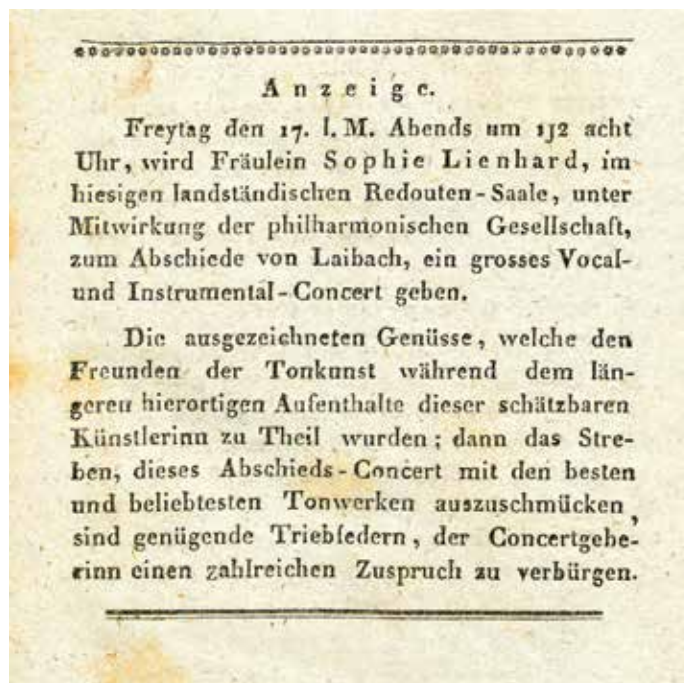 Anzeige.
Freytag den 17. l. M. Abends um 1j2 acht
Uhr, wird Fräulein Sophie Lienhard, im
hiesigen landständischen Redouten-Saale, unter
Mitwirkung der philharmonischen Gesellschaft,
zum Abschiede von Laibach, ein grosses Vocal-
und Instrumental-Concert geben.
Die ausgezeichneten Genüsse, welche den
Freunden der Tonkunst während dem län-
geren hierortigen Aufenthalte dieser schätzbaren
Künstlerinn zu Theil wurden; dann das Stre-
ben, dieses Abschieds-Concert mit den besten
und beliebtesten Tonwerken auszuschmücken,
sind genügende Triebfedern, der Concertgebe-
rinn einen zahlreichen Zuspruch zu verbürgen.